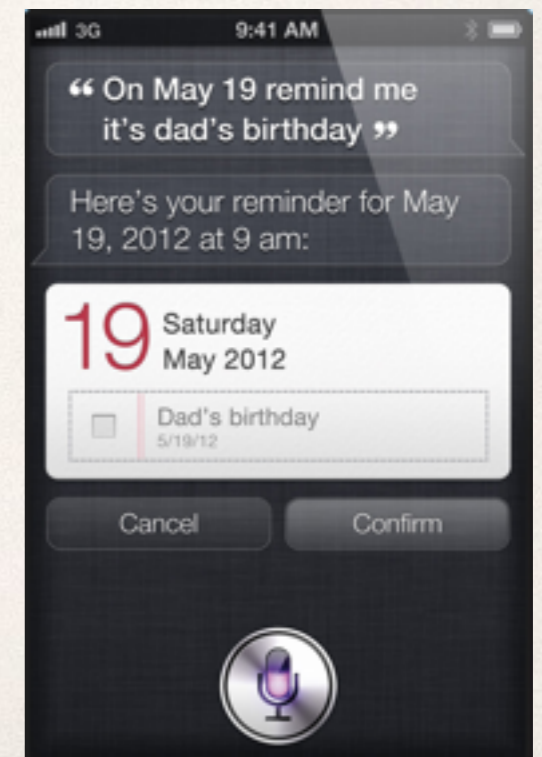 3G 9:41 AM
“ On May 19 remind me
it’s dad’s birthday ”
Here’s your reminder for May
19, 2012 at 9 am:
19 Saturday
May 2012
Dad’s birthday
5/19/12
Cancel Confirm